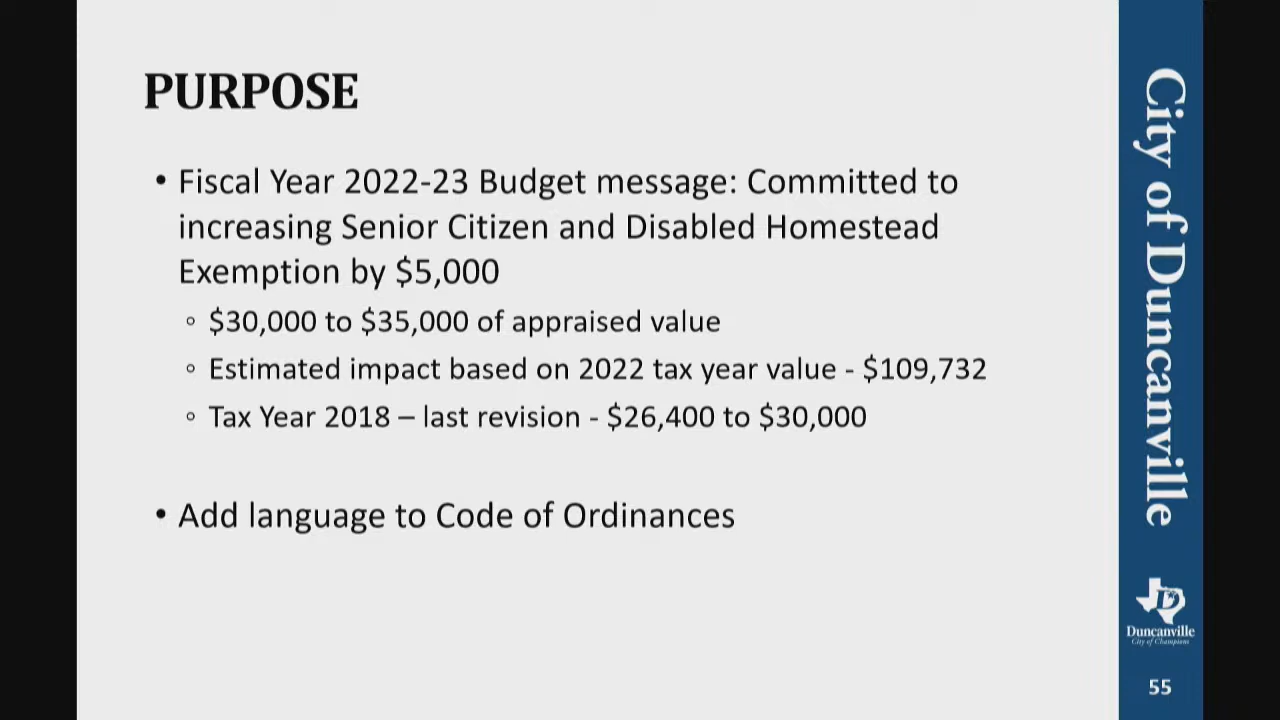 PURPOSE
• Fiscal Year 2022-23 Budget message: Committed to
increasing Senior Citizen and Disabled Homestead
Exemption by $5,000
◦ $30,000 to $35,000 of appraised value
◦ Estimated impact based on 2022 tax year value - $109,732
◦ Tax Year 2018 – last revision - $26,400 to $30,000
• Add language to Code of Ordinances
City of Duncanville
D
Duncanville
City of Champions
55